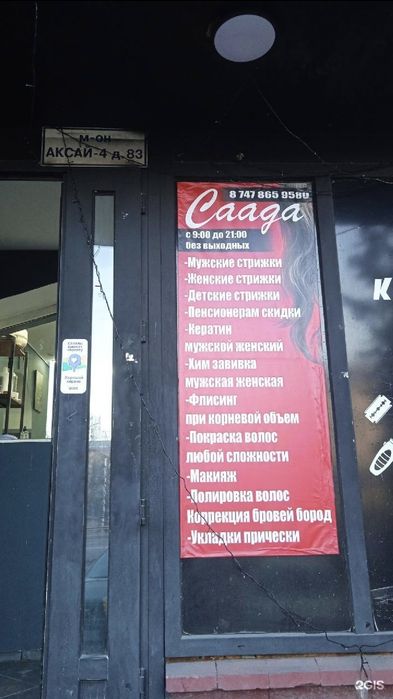 м-он
АКСАЙ-4 д. 83
8 747 865 9580
Саада
с 9:00 до 21:00
без выходных
-Мужские стрижки
-Женские стрижки
-Детские стрижки
-Пенсионерам скидки
-Кератин
мужской женский
-Хим завивка
мужская женская
-Флисинг
при корневой объем
-Покраска волос
любой сложности
-Макияж
-Полировка волос
Коррекция бровей бород
-Укладки прически
К
2GIS